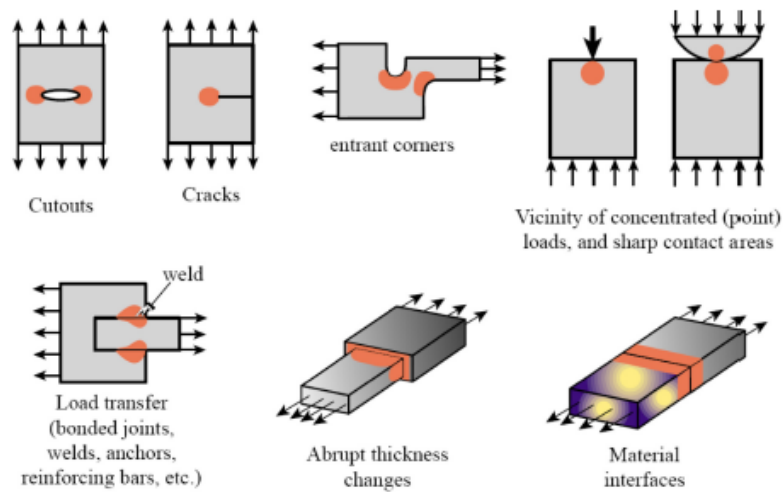 Cutouts
Cracks
entrant corners
Vicinity of concentrated (point)
loads, and sharp contact areas
weld
Load transfer
(bonded joints,
welds, anchors,
reinforcing bars, etc.)
Abrupt thickness
changes
Material
interfaces